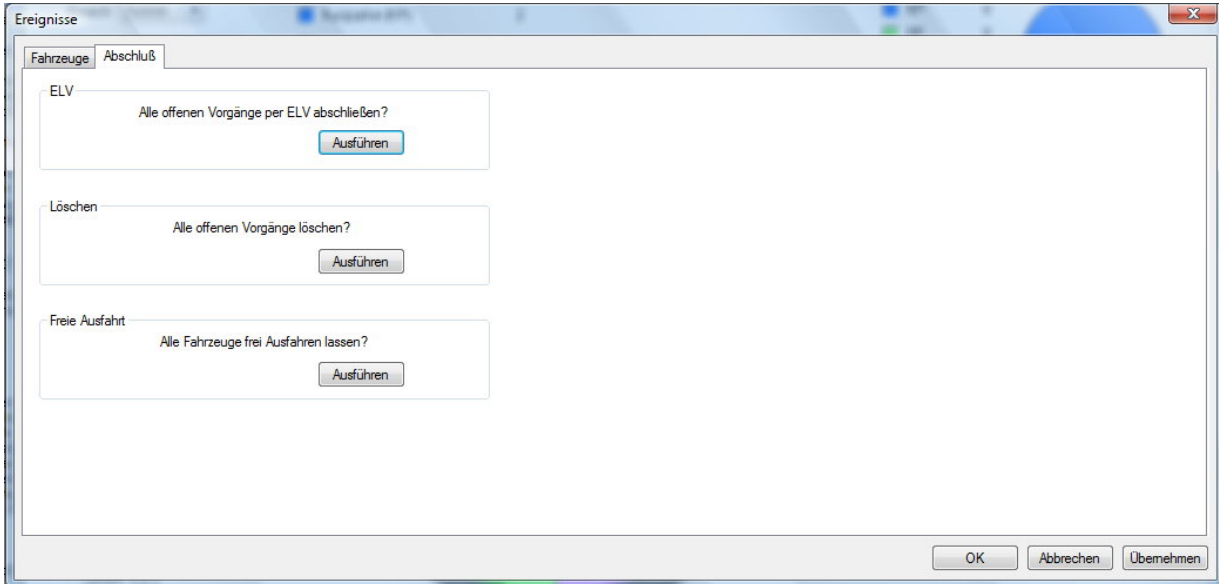 Ereignisse
Fahrzeuge Abschluß
ELV
Alle offenen Vorgänge per ELV abschließen?
Ausführen
Löschen
Alle offenen Vorgänge löschen?
Ausführen
Freie Ausfahrt
Alle Fahrzeuge frei Ausfahren lassen?
Ausführen
OK Abbrechen Übernehmen